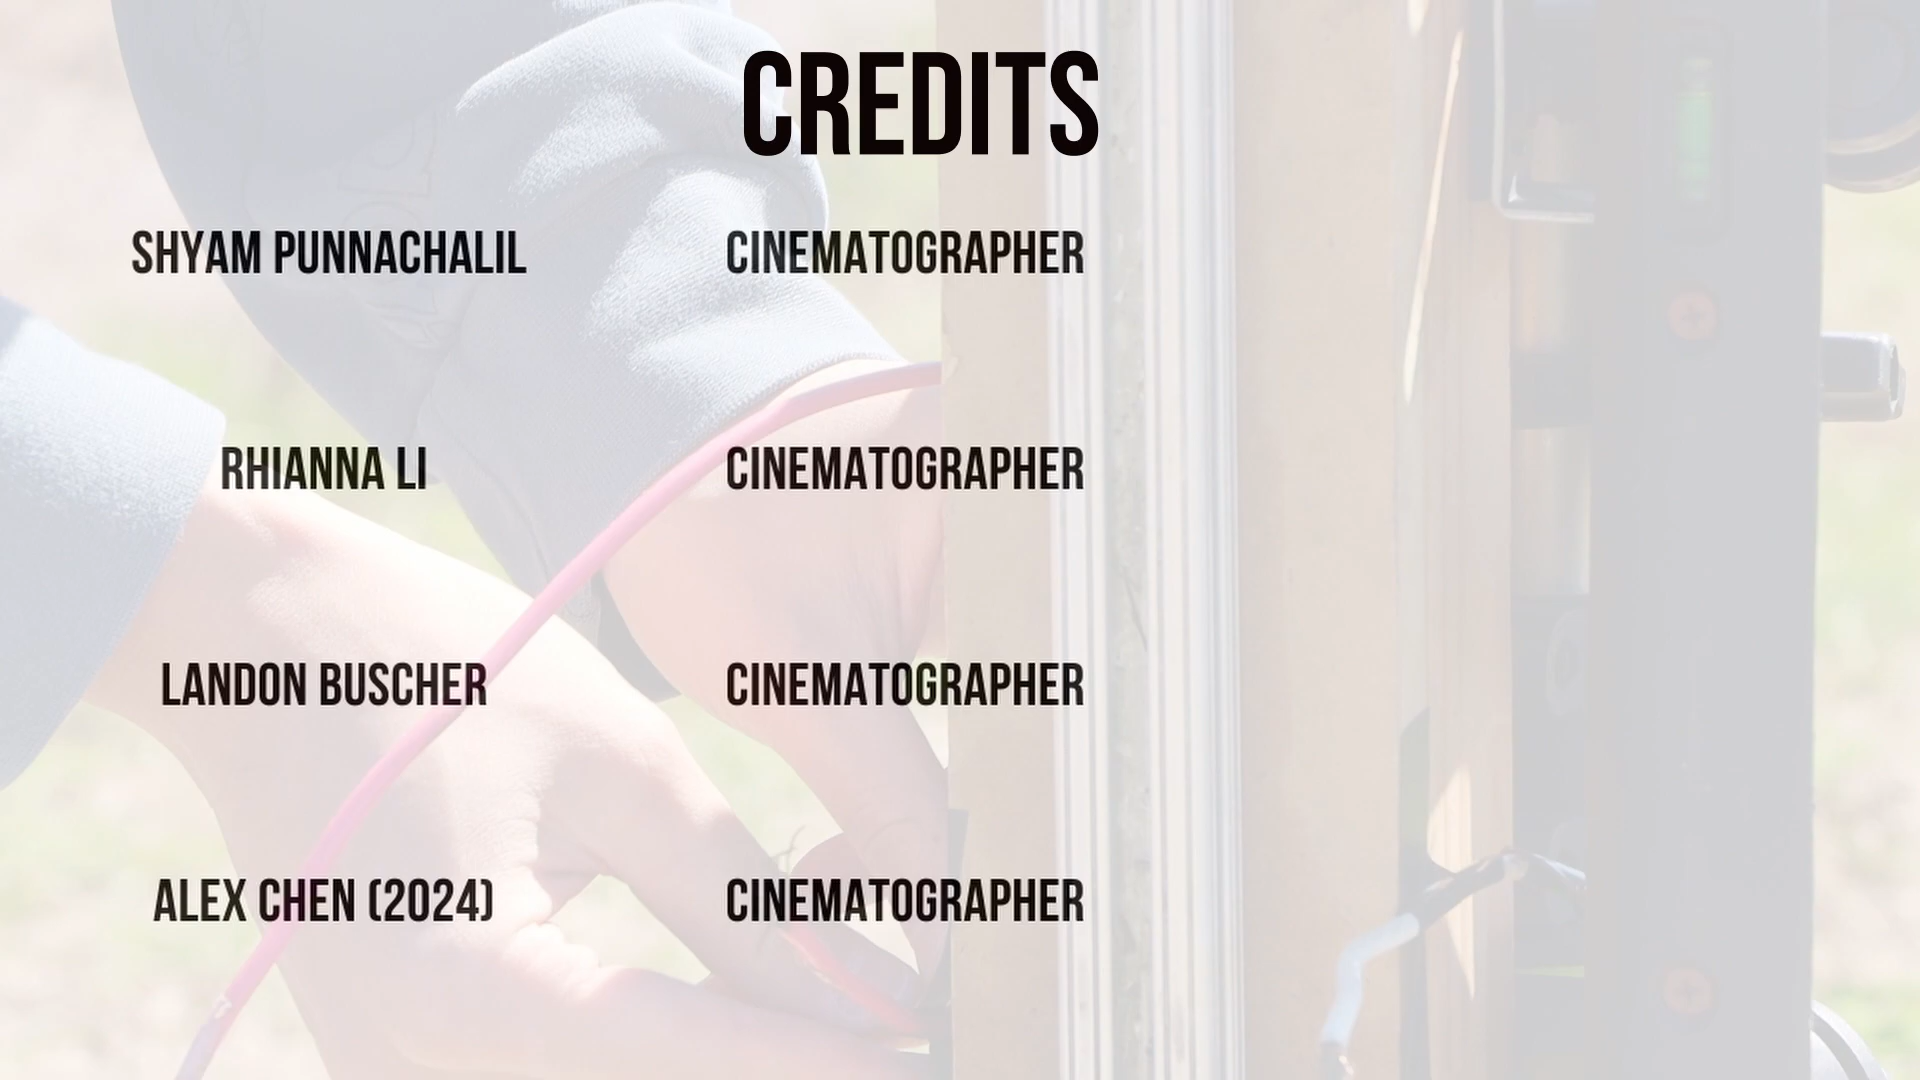 CREDITS
SHYAM PUNNACHALIL CINEMATOGRAPHER
RHIANNA LI CINEMATOGRAPHER
LANDON BUSCHER CINEMATOGRAPHER
ALEX CHEN (2024) CINEMATOGRAPHER